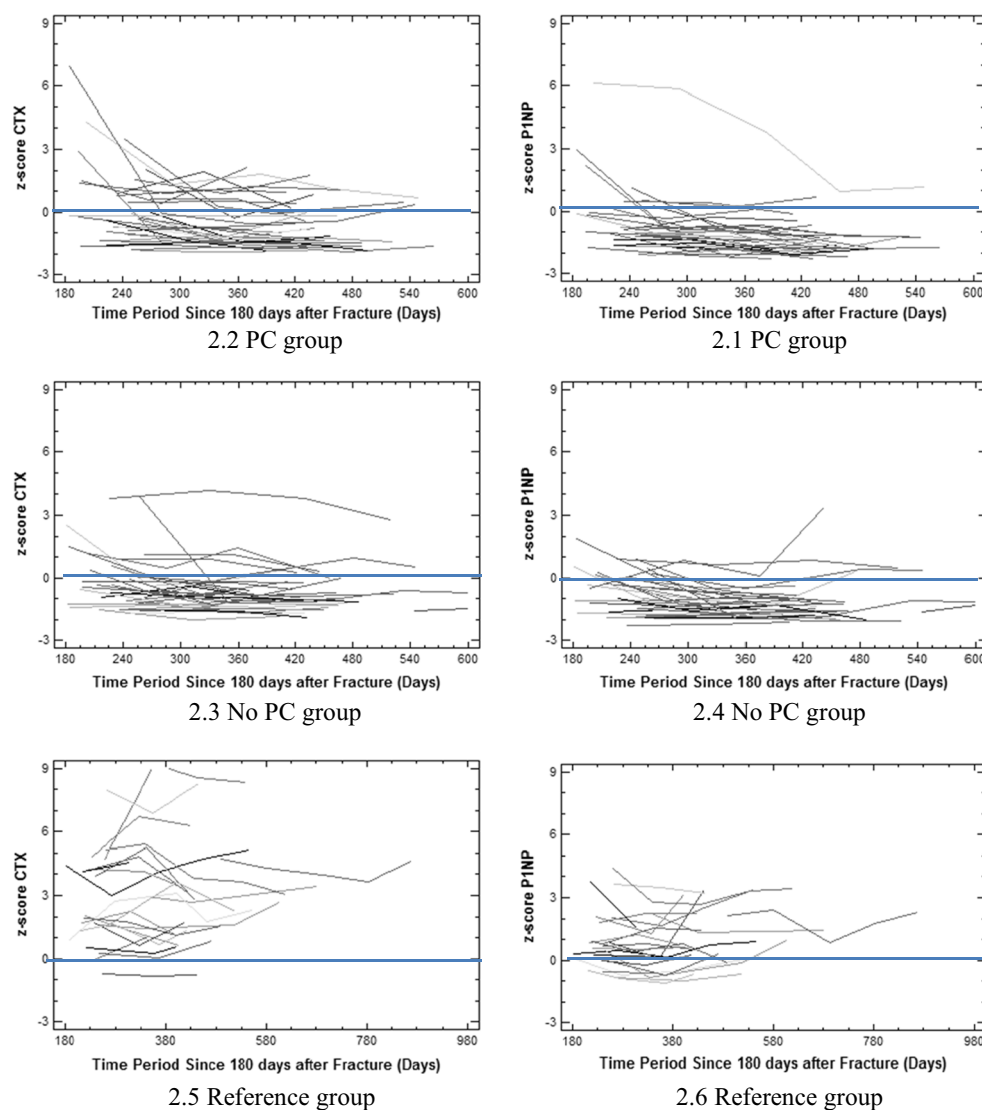 9
6
3
0
-3
z-score CTX
180 240 300 360 420 480 540 600
Time Period Since 180 days after Fracture (Days)
2.2 PC group
9
6
3
0
-3
z-score P1NP
180 240 300 360 420 480 540 600
Time Period Since 180 days after Fracture (Days)
2.1 PC group
9
6
3
0
-3
z-score CTX
180 240 300 360 420 480 540 600
Time Period Since 180 days after Fracture (Days)
2.3 No PC group
9
6
3
0
-3
z-score P1NP
180 240 300 360 420 480 540 600
Time Period Since 180 days after Fracture (Days)
2.4 No PC group
9
6
3
0
-3
z-score CTX
180 380 580 780 980
Time Period Since 180 days after Fracture (Days)
2.5 Reference group
9
6
3
0
-3
z-score P1NP
180 380 580 780 980
Time Period Since 180 days after Fracture (Days)
2.6 Reference group